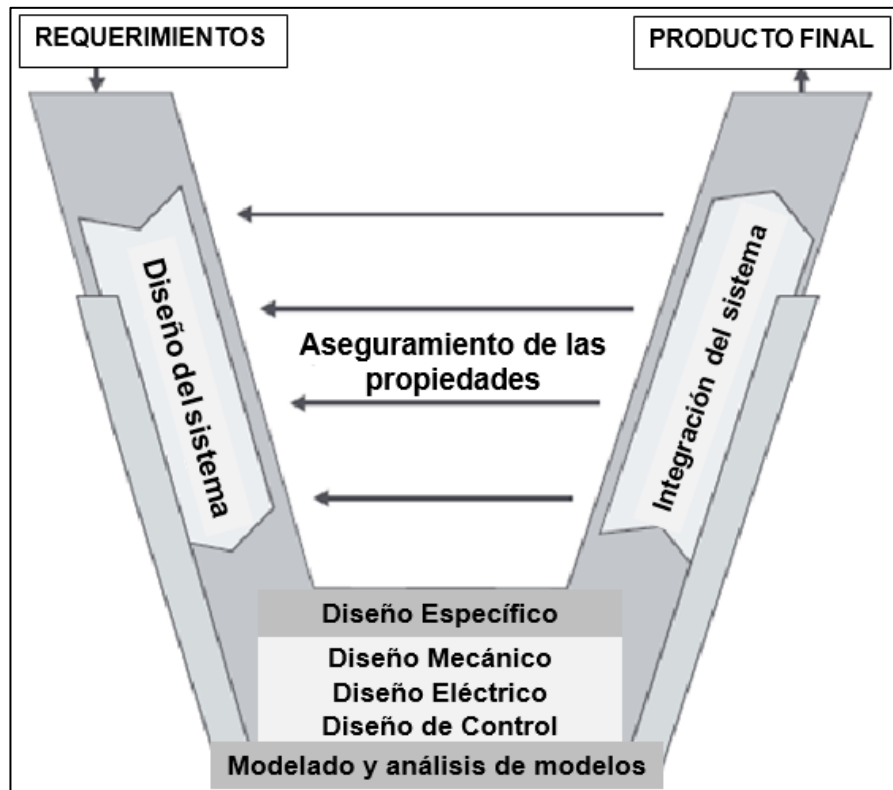 REQUERIMIENTOS
PRODUCTO FINAL
Diseño del sistema
Aseguramiento de las
propiedades
Integración del sistema
Diseño Específico
Diseño Mecánico
Diseño Eléctrico
Diseño de Control
Modelado y análisis de modelos